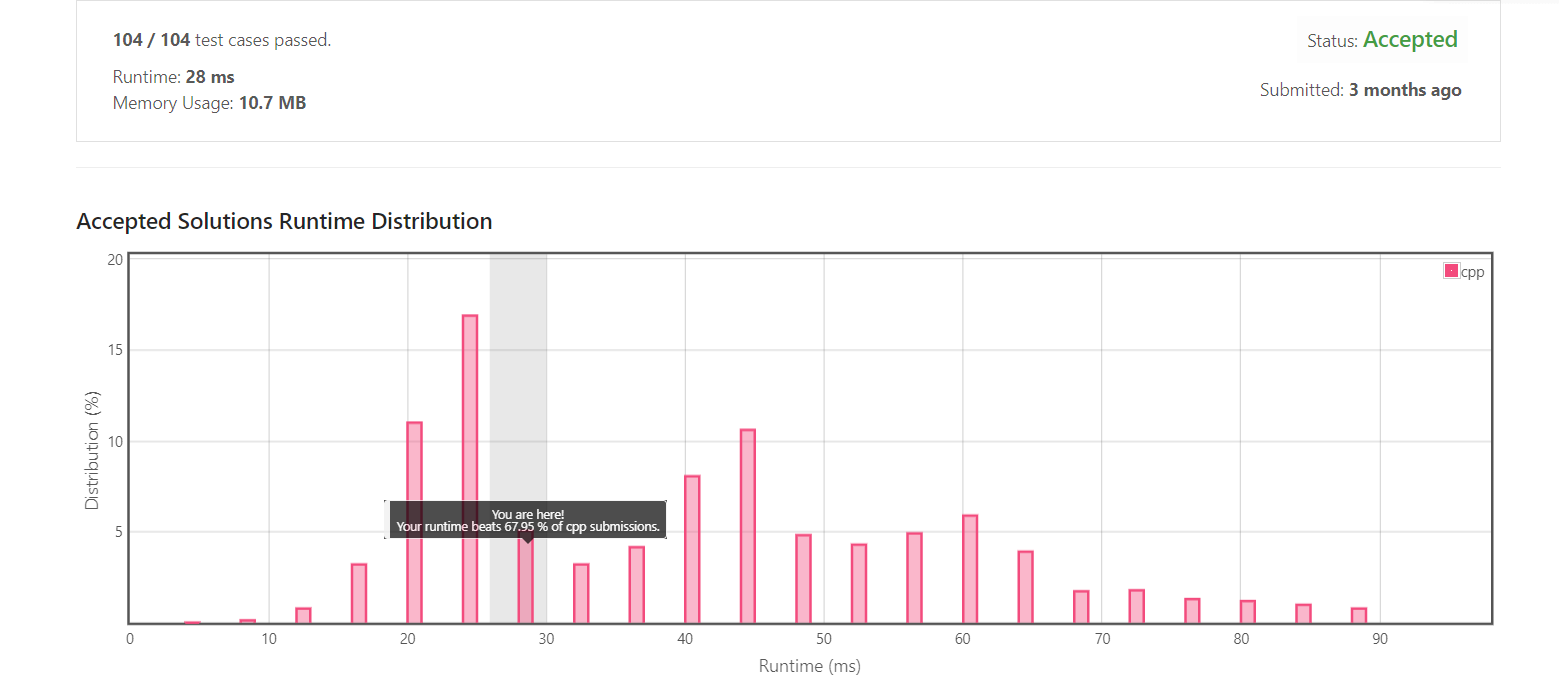 104 / 104 test cases passed.
Status: Accepted
Runtime: 28 ms
Memory Usage: 10.7 MB
Submitted: 3 months ago
Accepted Solutions Runtime Distribution
20
cpp
15
Distribution (%)
10
You are here!
Your runtime beats 67.95 % of cpp submissions.
5
0
10
20
30
40
50
60
70
80
90
Runtime (ms)